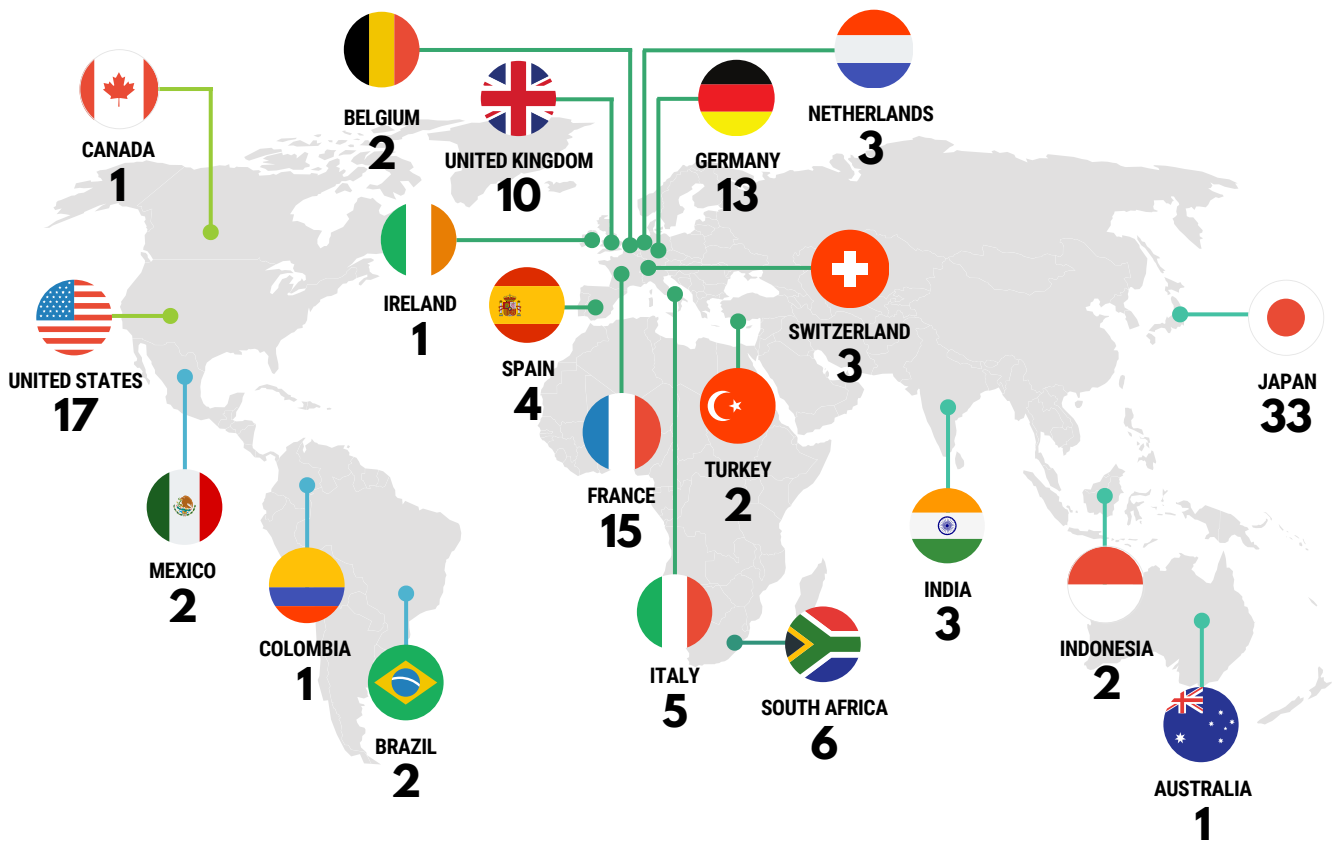 CANADA
1
BELGIUM
2
UNITED KINGDOM
10
GERMANY
13
NETHERLANDS
3
IRELAND
1
SPAIN
4
SWITZERLAND
3
UNITED STATES
17
JAPAN
33
FRANCE
15
TURKEY
2
MEXICO
2
COLOMBIA
1
BRAZIL
2
ITALY
5
SOUTH AFRICA
6
INDIA
3
INDONESIA
2
AUSTRALIA
1